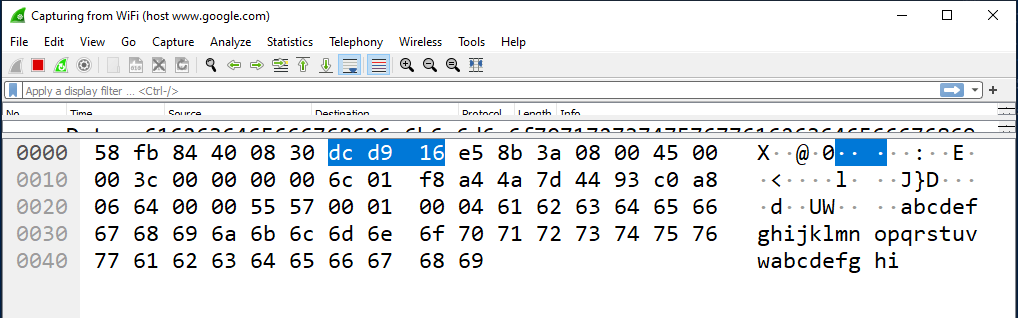 Capturing from WiFi (host www.google.com)
File Edit View Go Capture Analyze Statistics Telephony Wireless Tools Help
Apply a display filter ... <Ctrl-/>
No. Time Source Destination Protocol Length Info
0000 58 fb 84 40 08 30 dc d9 16 e5 8b 3a 08 00 45 00 X··@·0·· ···:··E·
0010 00 3c 00 00 00 00 6c 01 f8 a4 4a 7d 44 93 c0 a8 ·<····l· ··J}D···
0020 06 64 00 00 55 57 00 01 00 04 61 62 63 64 65 66 ·d··UW·· ··abcdef
0030 67 68 69 6a 6b 6c 6d 6e 6f 70 71 72 73 74 75 76 ghijklmn opqrstuv
0040 77 61 62 63 64 65 66 67 68 69 wabcdefg hi